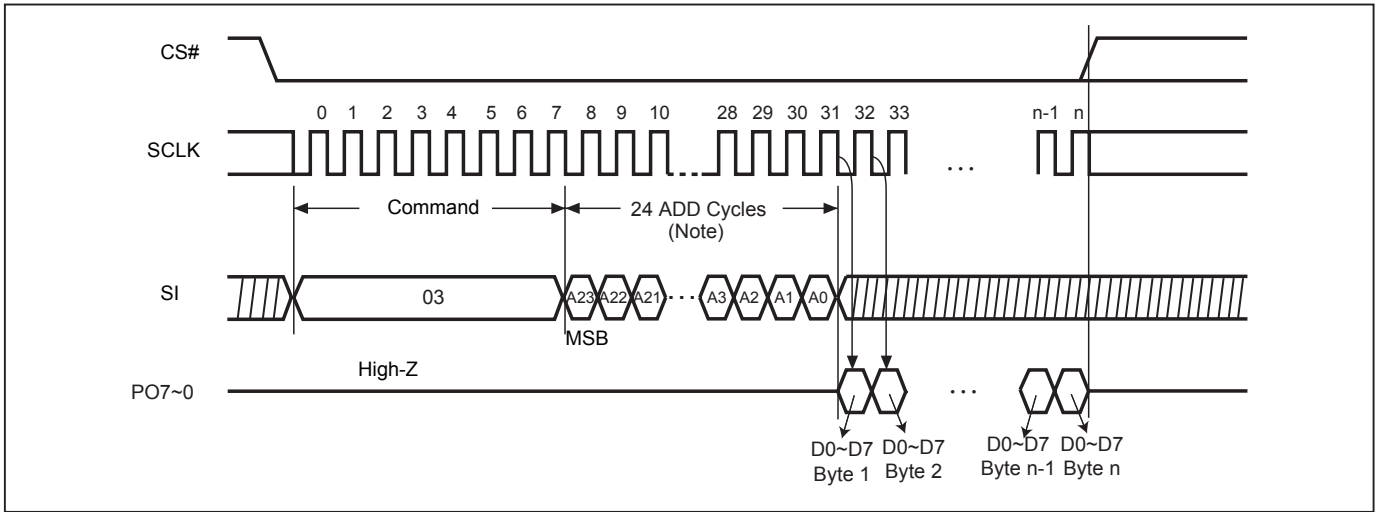 CS#
0 1 2 3 4 5 6 7 8 9 10 28 29 30 31 32 33 n-1 n
SCLK
...
Command
24 ADD Cycles
(Note)
SI
03
A23 A22 A21 A3 A2 A1 A0
MSB
High-Z
PO7~0
...
D0~D7 D0~D7 D0~D7 D0~D7
Byte 1 Byte 2 Byte n-1 Byte n